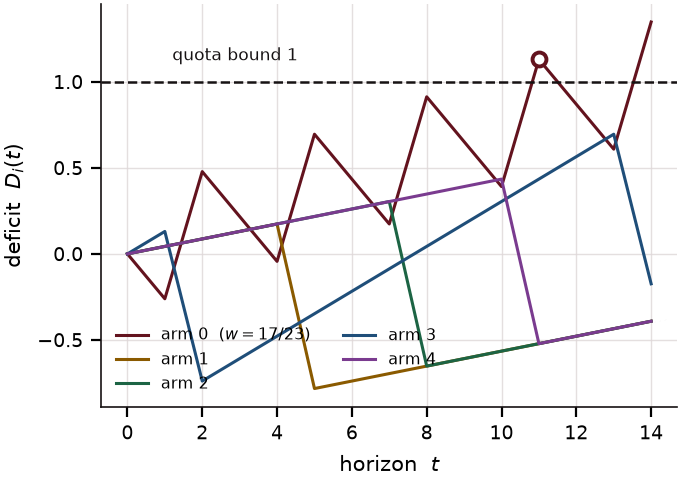 quota bound 1
1.0
0.5
0.0
−0.5
deficit D_i(t)
arm 0 (w = 17/23)
arm 1
arm 2
arm 3
arm 4
0 2 4 6 8 10 12 14
horizon t